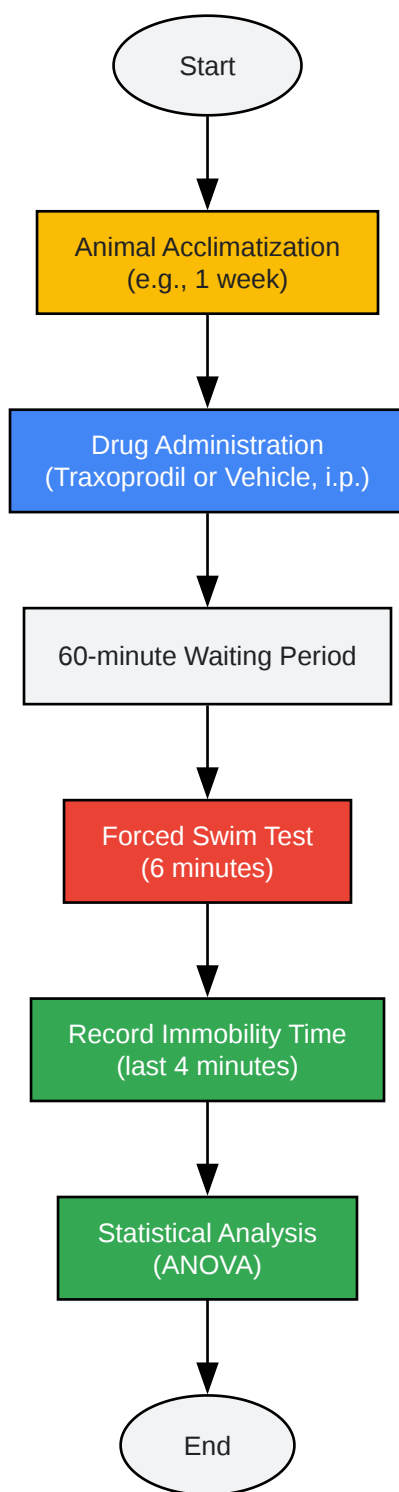 Start
Animal Acclimatization
(e.g., 1 week)
Drug Administration
(Traxoprodil or Vehicle, i.p.)
60-minute Waiting Period
Forced Swim Test
(6 minutes)
Record Immobility Time
(last 4 minutes)
Statistical Analysis
(ANOVA)
End